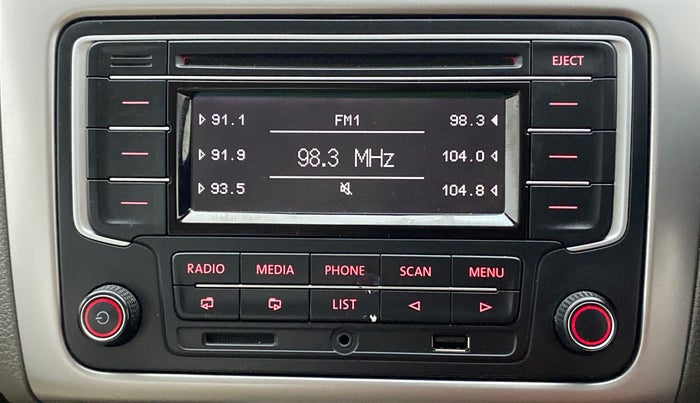 EJECT
91.1 FM1 98.3
91.9 98.3 MHz 104.0
93.5 104.8
RADIO MEDIA PHONE SCAN MENU
LIST